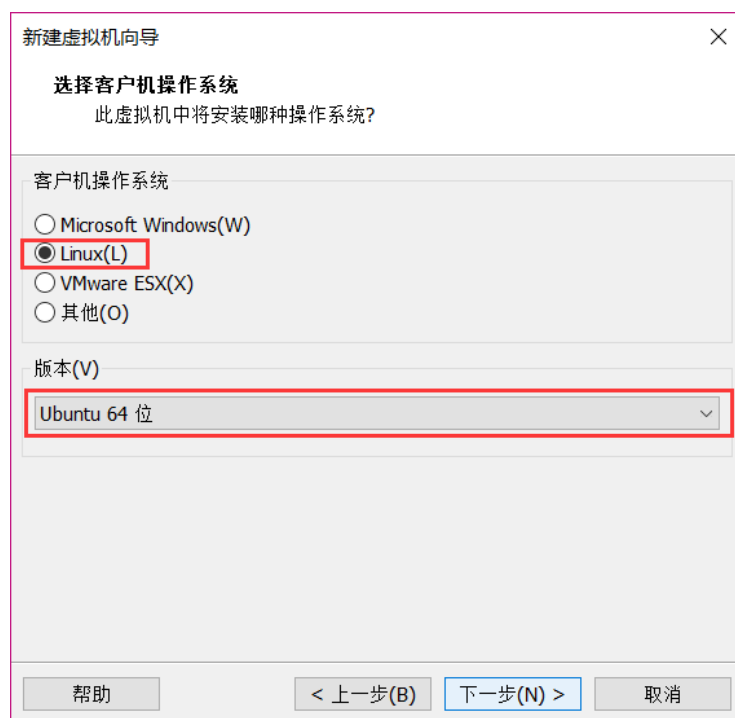 新建虚拟机向导
选择客户机操作系统
此虚拟机中将安装哪种操作系统?
客户机操作系统
Microsoft Windows(W)
Linux(L)
VMware ESX(X)
其他(O)
版本(V)
Ubuntu 64 位
帮助 < 上一步(B) 下一步(N) > 取消